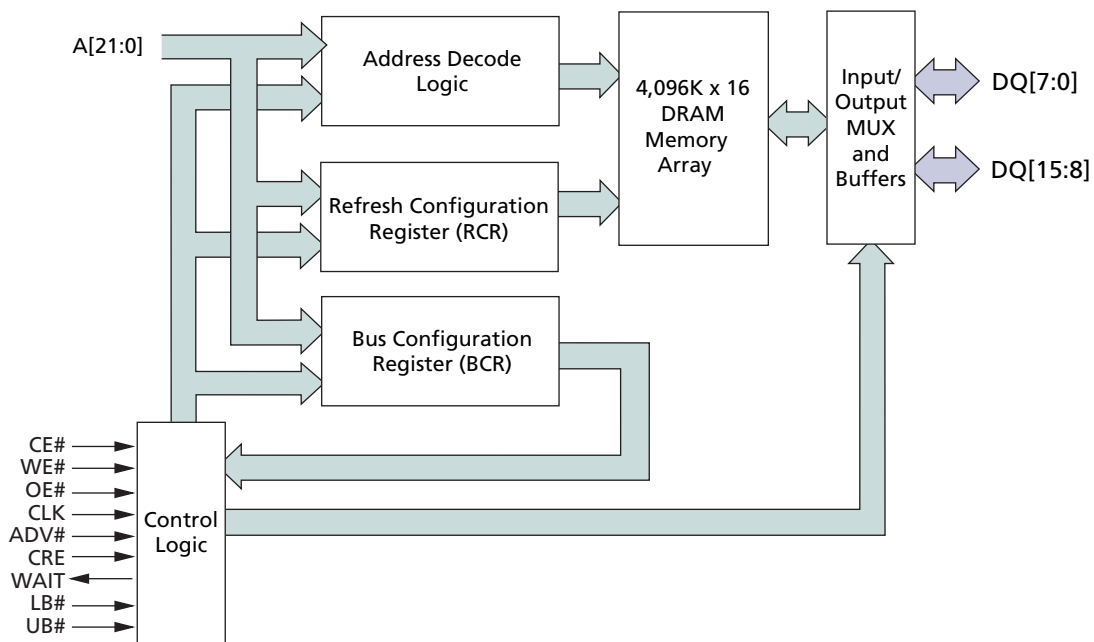 A[21:0]
Address Decode
Logic
4,096K x 16
DRAM
Memory
Array
Input/
Output
MUX
and
Buffers
DQ[7:0]
DQ[15:8]
Refresh Configuration
Register (RCR)
Bus Configuration
Register (BCR)
CE#
WE#
OE#
CLK
ADV#
CRE
WAIT
LB#
UB#
Control
Logic